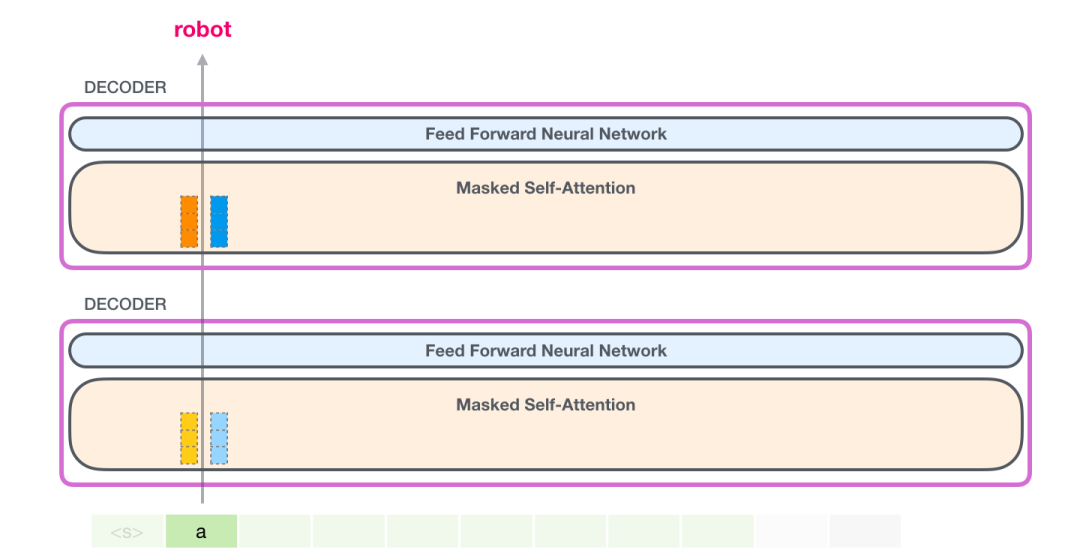 robot
DECODER
Feed Forward Neural Network
Masked Self-Attention
DECODER
Feed Forward Neural Network
Masked Self-Attention
<s> a